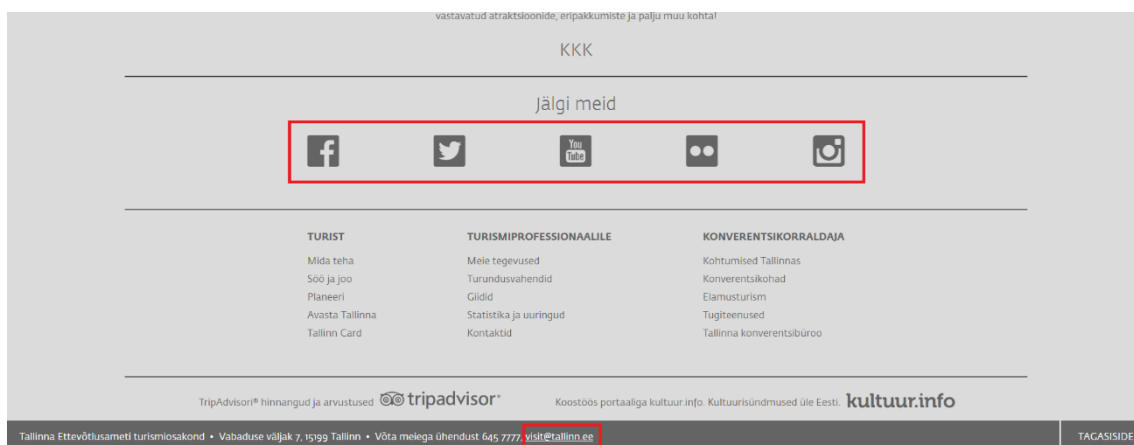 vastavatud atraktsioonide, eripakkumiste ja palju muu kohta!
KKK
Jälgi meid
You Tube
TURIST
Mida teha
Söö ja joo
Planeeri
Avasta Tallinna
Tallinn Card
TURISMIPROFESSIONAALILE
Meie tegevused
Turundusvahendid
Giidid
Statistika ja uuringud
Kontaktid
KONVERENTSIKORRALDAJA
Kohtumised Tallinnas
Konverentsikohad
Elamusturism
Tugiteenused
Tallinna konverentsibüroo
TripAdvisori® hinnangud ja arvustused tripadvisor® Koostöös portaaliga kultuur.info. Kultuurisündmused üle Eesti. kultuur.info
Tallinna Ettevõtlusameti turismiosakond • Vabaduse väljak 7, 15199 Tallinn • Võta meiega ühendust 645 7777, visit@tallinn.ee TAGASISIDE